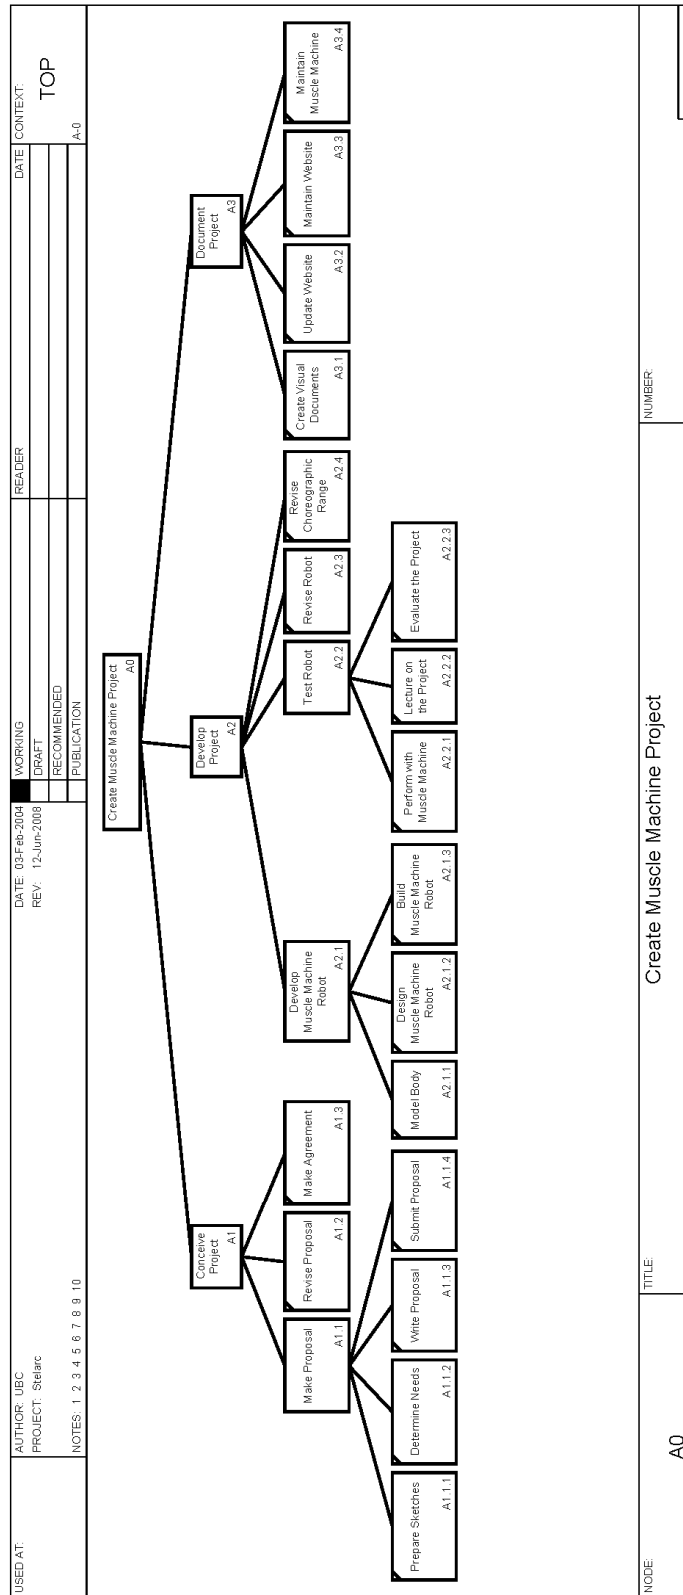 USED AT:
AUTHOR: UBC
PROJECT: Stelarc
NOTES: 1 2 3 4 5 6 7 8 9 10
DATE: 03-Feb-2004
REV: 12-Jun-2008
WORKING
DRAFT
RECOMMENDED
PUBLICATION
READER
DATE
CONTEXT:
TOP
A-0
Create Muscle Machine Project
A0
Conceive
Project
A1
Develop
Project
A2
Document
Project
A3
Make Proposal
A1.1
Revise Proposal
A1.2
Make Agreement
A1.3
Develop
Muscle Machine
Robot
A2.1
Test Robot
A2.2
Revise Robot
A2.3
Revise
Choreographic
Range
A2.4
Create Visual
Documents
A3.1
Update Website
A3.2
Maintain Website
A3.3
Maintain
Muscle Machine
A3.4
Prepare Sketches
A1.1.1
Determine Needs
A1.1.2
Write Proposal
A1.1.3
Submit Proposal
A1.1.4
Model Body
A2.1.1
Design
Muscle Machine
Robot
A2.1.2
Build
Muscle Machine
Robot
A2.1.3
Perform with
Muscle Machine
A2.2.1
Lecture on
the Project
A2.2.2
Evaluate the Project
A2.2.3
NODE:
A0
TITLE:
Create Muscle Machine Project
NUMBER: